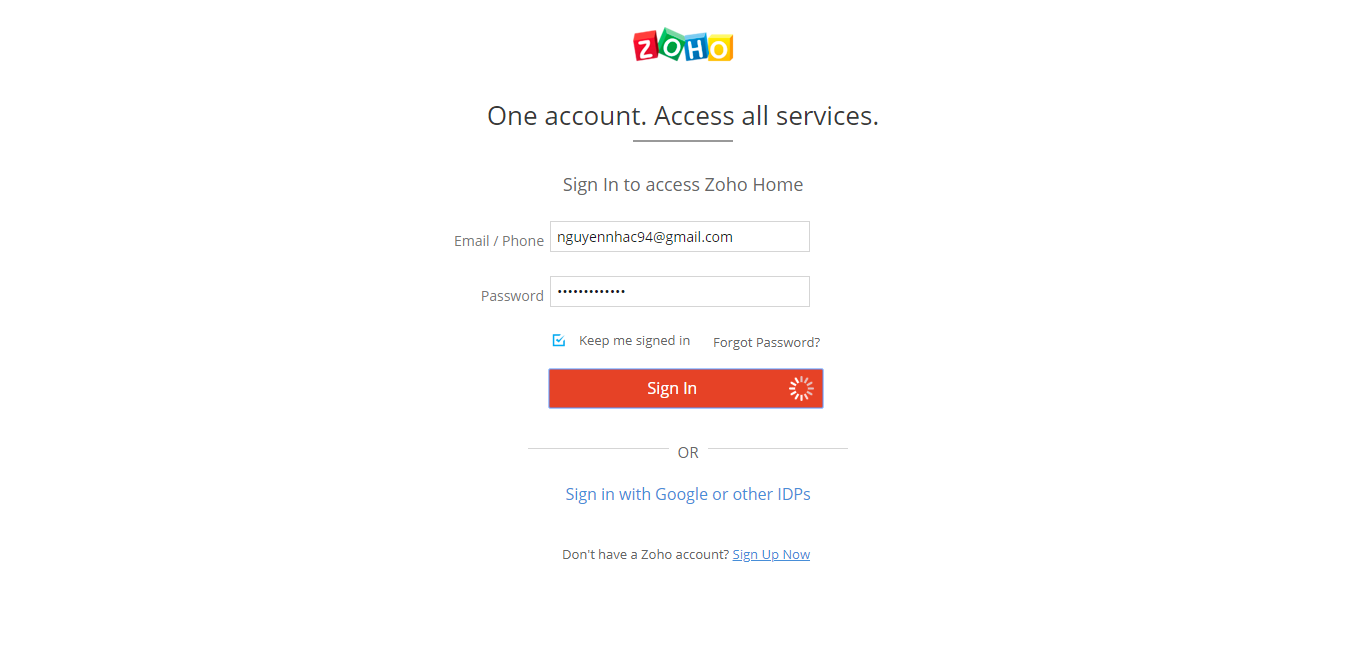 ZOHO
One account. Access all services.
Sign In to access Zoho Home
Email / Phone nguyennhac94@gmail.com
Password •••••••••••••
Keep me signed in Forgot Password?
Sign In
OR
Sign in with Google or other IDPs
Don't have a Zoho account? Sign Up Now